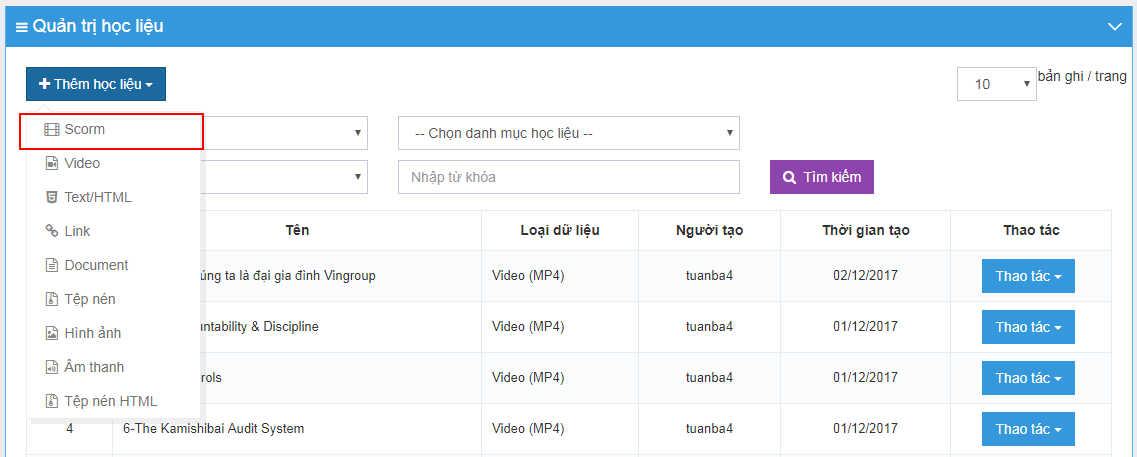 Quản trị học liệu
Thêm học liệu
10 bản ghi / trang
Scorm
-- Chọn danh mục học liệu --
Video
Nhập từ khóa
Tìm kiếm
Text/HTML
Link
Document
Tệp nén
Hình ảnh
Âm thanh
Tệp nén HTML
Tên Loại dữ liệu Người tạo Thời gian tạo Thao tác
úng ta là đại gia đình Vingroup Video (MP4) tuanba4 02/12/2017 Thao tác
untability & Discipline Video (MP4) tuanba4 01/12/2017 Thao tác
rols Video (MP4) tuanba4 01/12/2017 Thao tác
4 6-The Kamishibai Audit System Video (MP4) tuanba4 01/12/2017 Thao tác